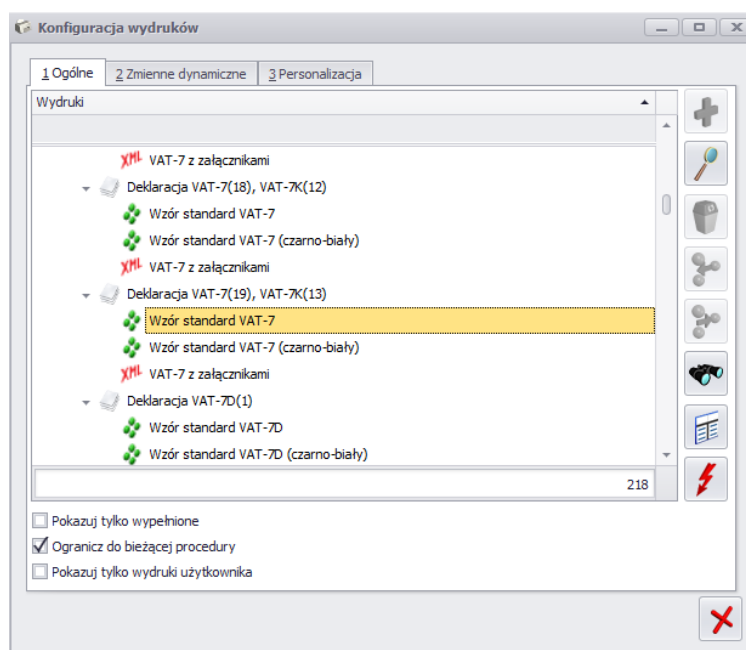 Konfiguracja wydruków
1 Ogólne 2 Zmienne dynamiczne 3 Personalizacja
Wydruki
XML VAT-7 z załącznikami
Deklaracja VAT-7(18), VAT-7K(12)
Wzór standard VAT-7
Wzór standard VAT-7 (czarno-biały)
XML VAT-7 z załącznikami
Deklaracja VAT-7(19), VAT-7K(13)
Wzór standard VAT-7
Wzór standard VAT-7 (czarno-biały)
XML VAT-7 z załącznikami
Deklaracja VAT-7D(1)
Wzór standard VAT-7D
Wzór standard VAT-7D (czarno-biały)
218
Pokazuj tylko wypełnione
Ogranicz do bieżącej procedury
Pokazuj tylko wydruki użytkownika